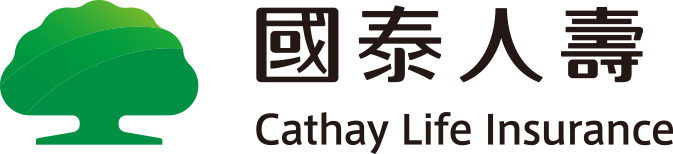 國泰人壽
Cathay Life Insurance